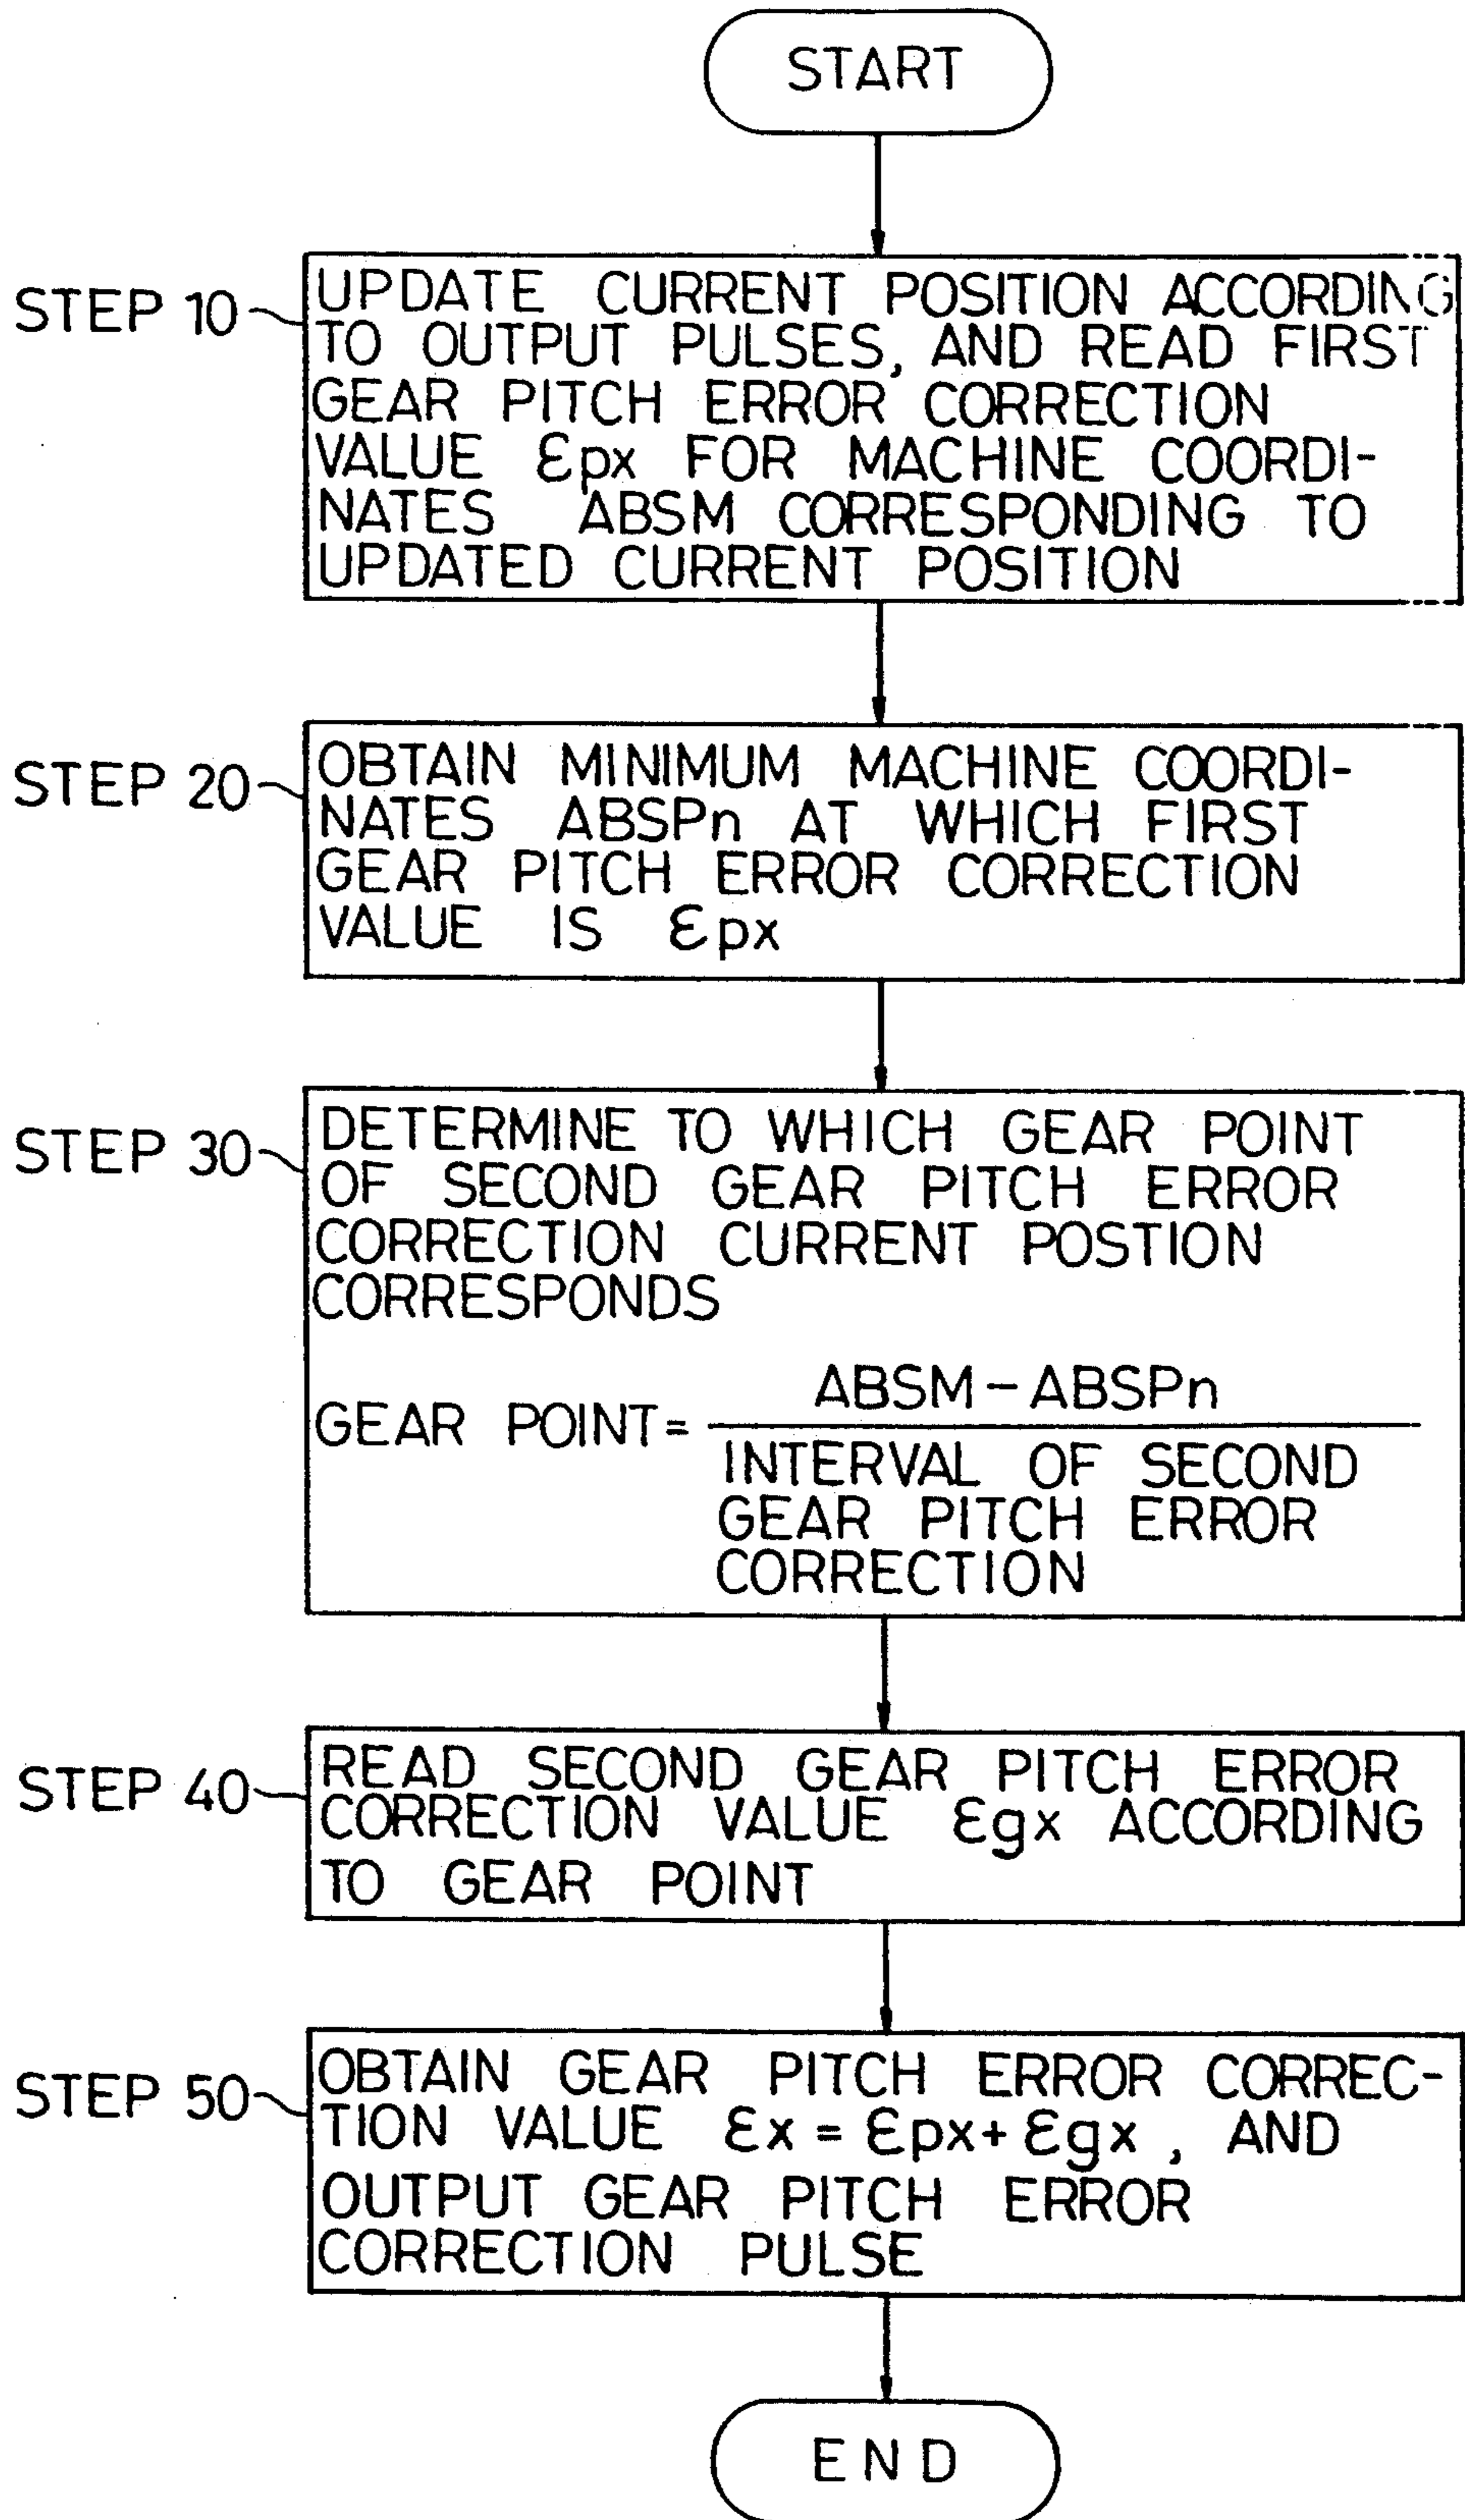 START
STEP 10
UPDATE CURRENT POSITION ACCORDING
TO OUTPUT PULSES, AND READ FIRST
GEAR PITCH ERROR CORRECTION
VALUE εpx FOR MACHINE COORDI-
NATES ABSM CORRESPONDING TO
UPDATED CURRENT POSITION
STEP 20
OBTAIN MINIMUM MACHINE COORDI-
NATES ABSPn AT WHICH FIRST
GEAR PITCH ERROR CORRECTION
VALUE IS εpx
STEP 30
DETERMINE TO WHICH GEAR POINT
OF SECOND GEAR PITCH ERROR
CORRECTION CURRENT POSTION
CORRESPONDS
ABSM-ABSPn
GEAR POINT=
INTERVAL OF SECOND
GEAR PITCH ERROR
CORRECTION
STEP 40
READ SECOND GEAR PITCH ERROR
CORRECTION VALUE εgx ACCORDING
TO GEAR POINT
STEP 50
OBTAIN GEAR PITCH ERROR CORREC-
TION VALUE εx = εpx+εgx, AND
OUTPUT GEAR PITCH ERROR
CORRECTION PULSE
END